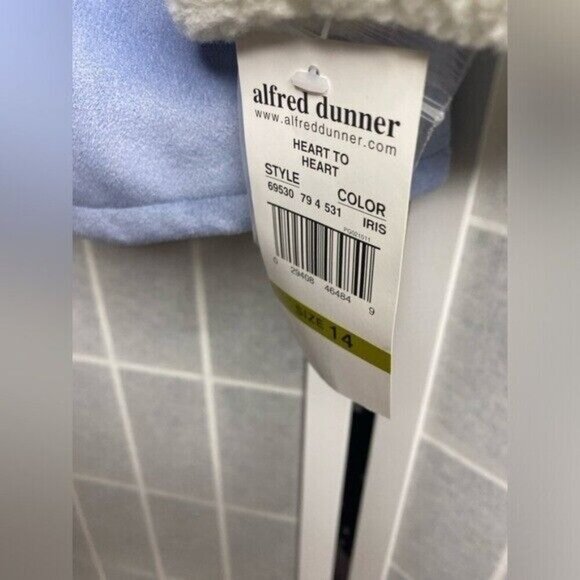 alfred dunner
www.alfreddunner.com
HEART TO
HEART
STYLE COLOR
69530 79 4 531 IRIS
PG021011
0 29408 46484 9
SIZE 14